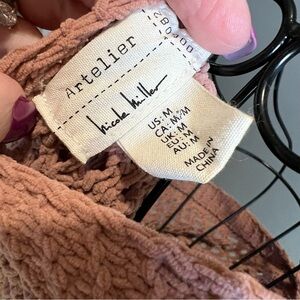 Artelier
Nicole Miller
US:M
CA:M/M
UK:M
EU:M
AU:M
MADE IN
CHINA